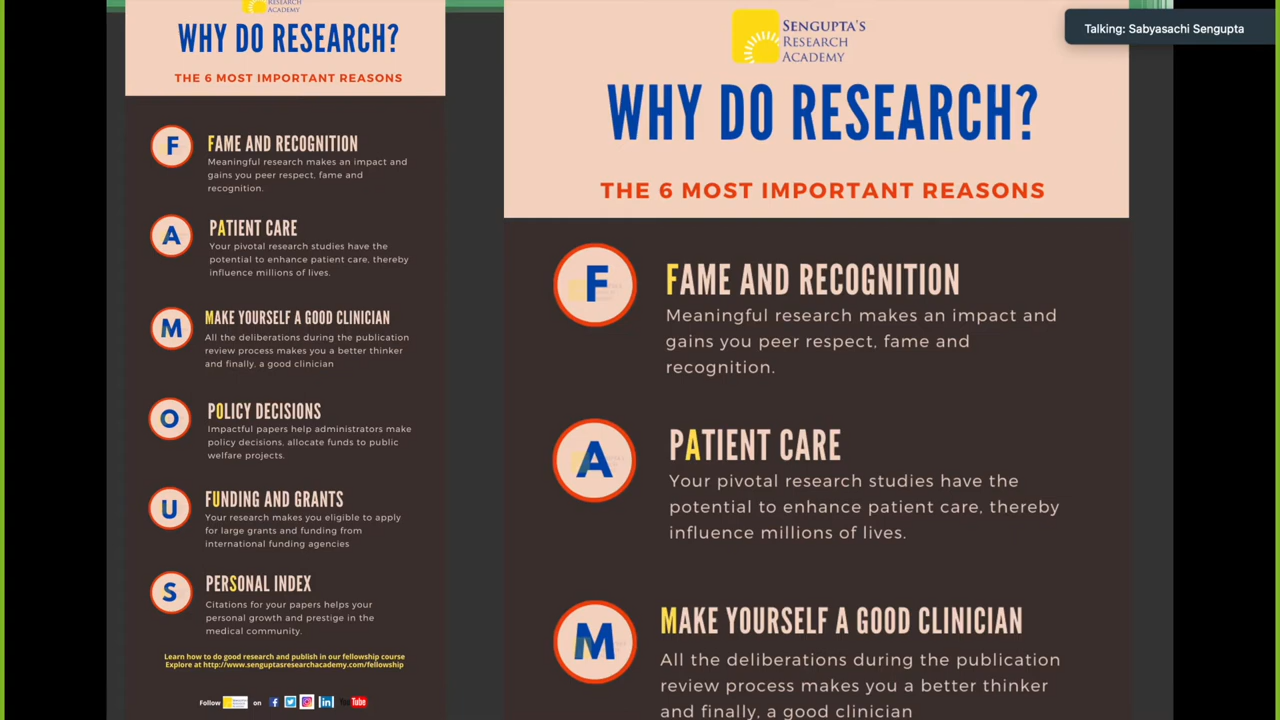 RESEARCH
ACADEMY
WHY DO RESEARCH?
THE 6 MOST IMPORTANT REASONS
F
FAME AND RECOGNITION
Meaningful research makes an impact and
gains you peer respect, fame and
recognition.
A
PATIENT CARE
Your pivotal research studies have the
potential to enhance patient care, thereby
influence millions of lives.
M
MAKE YOURSELF A GOOD CLINICIAN
All the deliberations during the publication
review process makes you a better thinker
and finally, a good clinician
O
POLICY DECISIONS
Impactful papers help administrators make
policy decisions, allocate funds to public
welfare projects.
U
FUNDING AND GRANTS
Your research makes you eligible to apply
for large grants and funding from
international funding agencies
S
PERSONAL INDEX
Citations for your papers helps your
personal growth and prestige in the
medical community.
Learn how to do good research and publish in our fellowship course
Explore at http://www.senguptasresearchacademy.com/fellowship
Follow on
YouTube
SENGUPTA'S
RESEARCH
ACADEMY
WHY DO RESEARCH?
THE 6 MOST IMPORTANT REASONS
F
FAME AND RECOGNITION
Meaningful research makes an impact and
gains you peer respect, fame and
recognition.
A
PATIENT CARE
Your pivotal research studies have the
potential to enhance patient care, thereby
influence millions of lives.
M
MAKE YOURSELF A GOOD CLINICIAN
All the deliberations during the publication
review process makes you a better thinker
and finally, a good clinician
Talking: Sabyasachi Sengupta